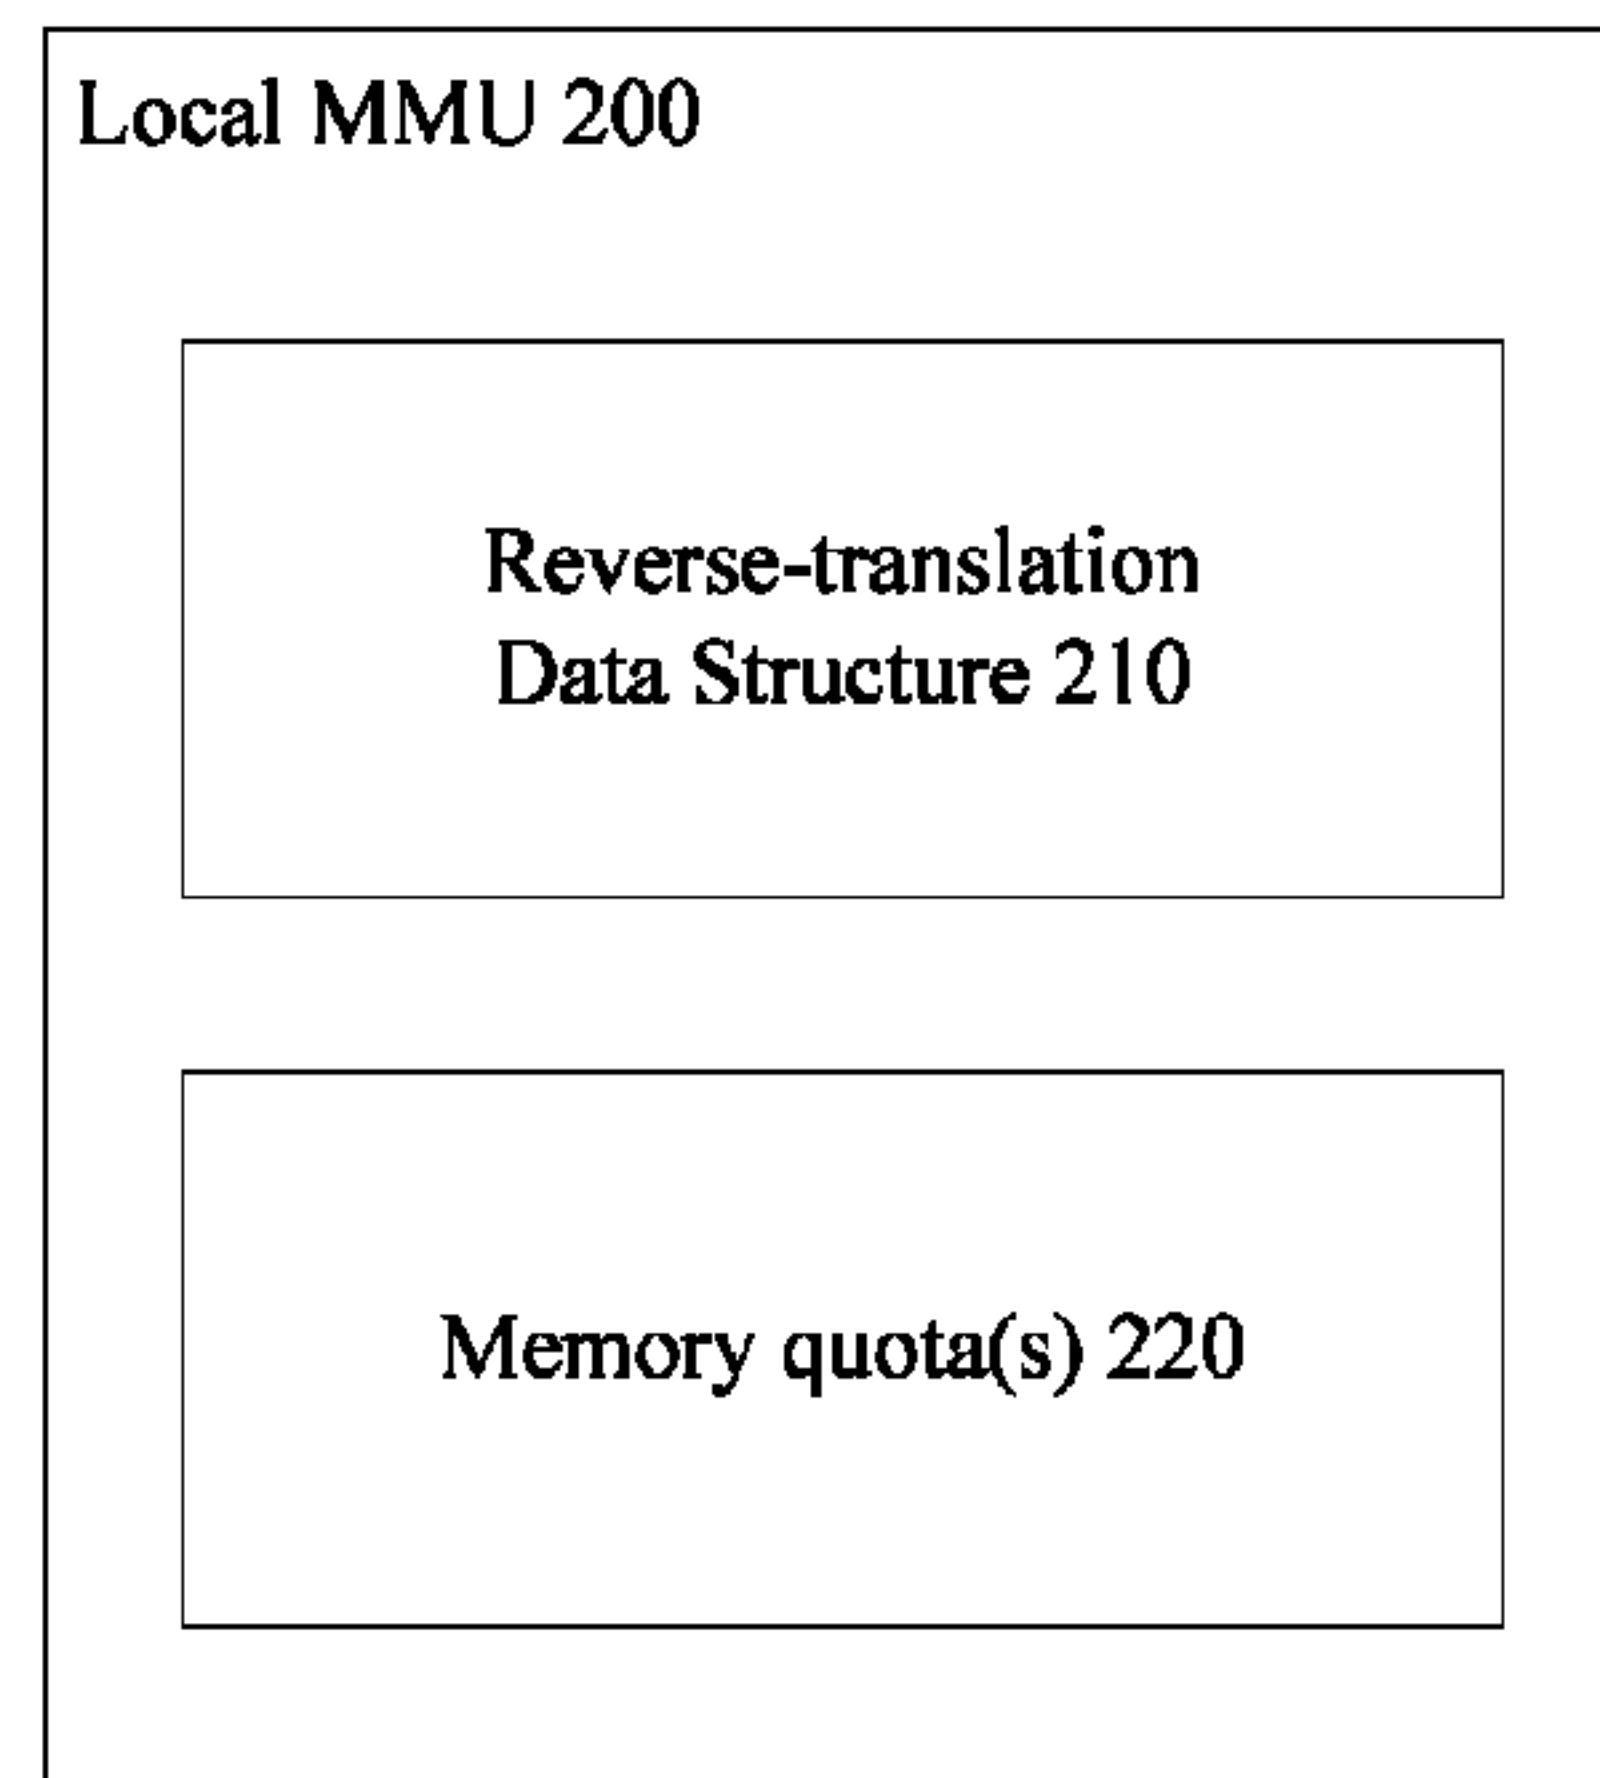 Local MMU 200
Reverse-translation
Data Structure 210
Memory quota(s) 220